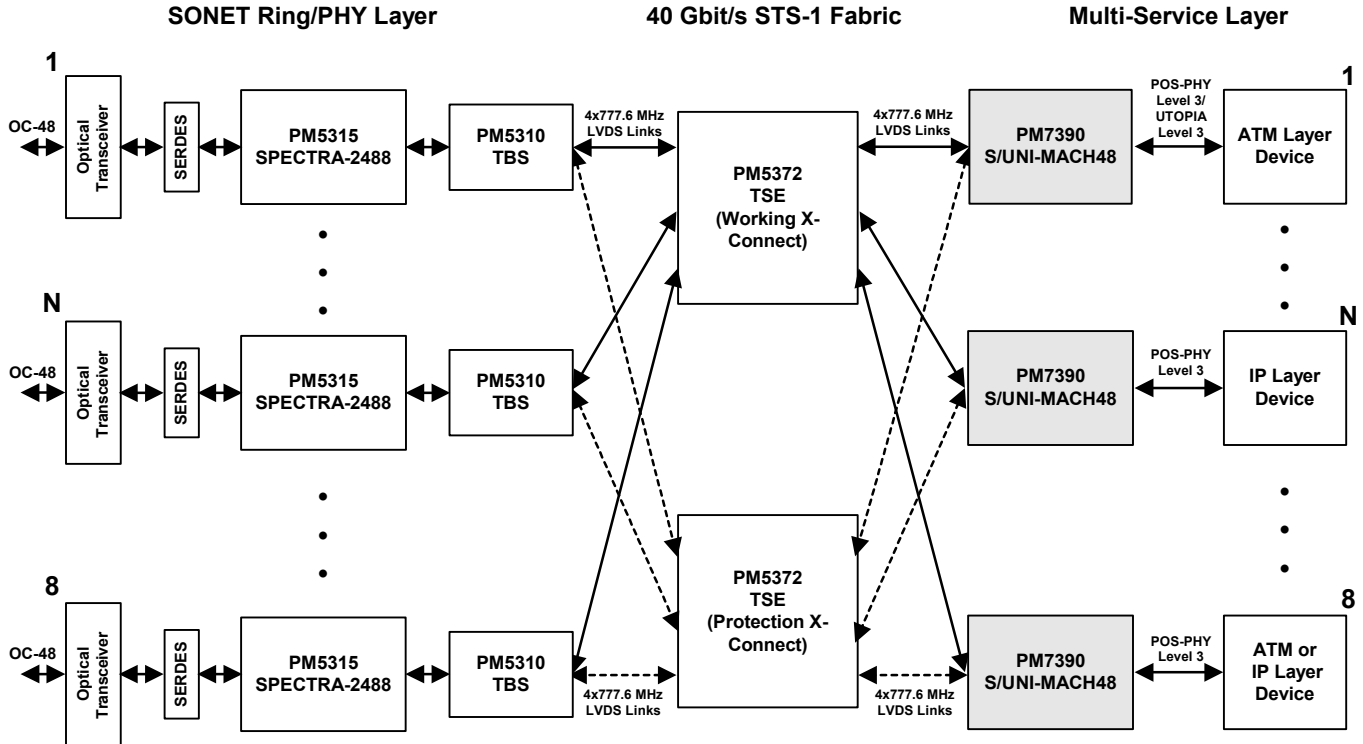 SONET Ring/PHY Layer
40 Gbit/s STS-1 Fabric
Multi-Service Layer
1
OC-48
Optical
Transceiver
SERDES
PM5315
SPECTRA-2488
PM5310
TBS
4x777.6 MHz
LVDS Links
PM5372
TSE
(Working X-
Connect)
4x777.6 MHz
LVDS Links
PM7390
S/UNI-MACH48
POS-PHY
Level 3/
UTOPIA
Level 3
1
ATM Layer
Device
N
OC-48
Optical
Transceiver
SERDES
PM5315
SPECTRA-2488
PM5310
TBS
PM7390
S/UNI-MACH48
POS-PHY
Level 3
N
IP Layer
Device
8
OC-48
Optical
Transceiver
SERDES
PM5315
SPECTRA-2488
PM5310
TBS
4x777.6 MHz
LVDS Links
PM5372
TSE
(Protection X-
Connect)
4x777.6 MHz
LVDS Links
PM7390
S/UNI-MACH48
POS-PHY
Level 3
8
ATM or
IP Layer
Device